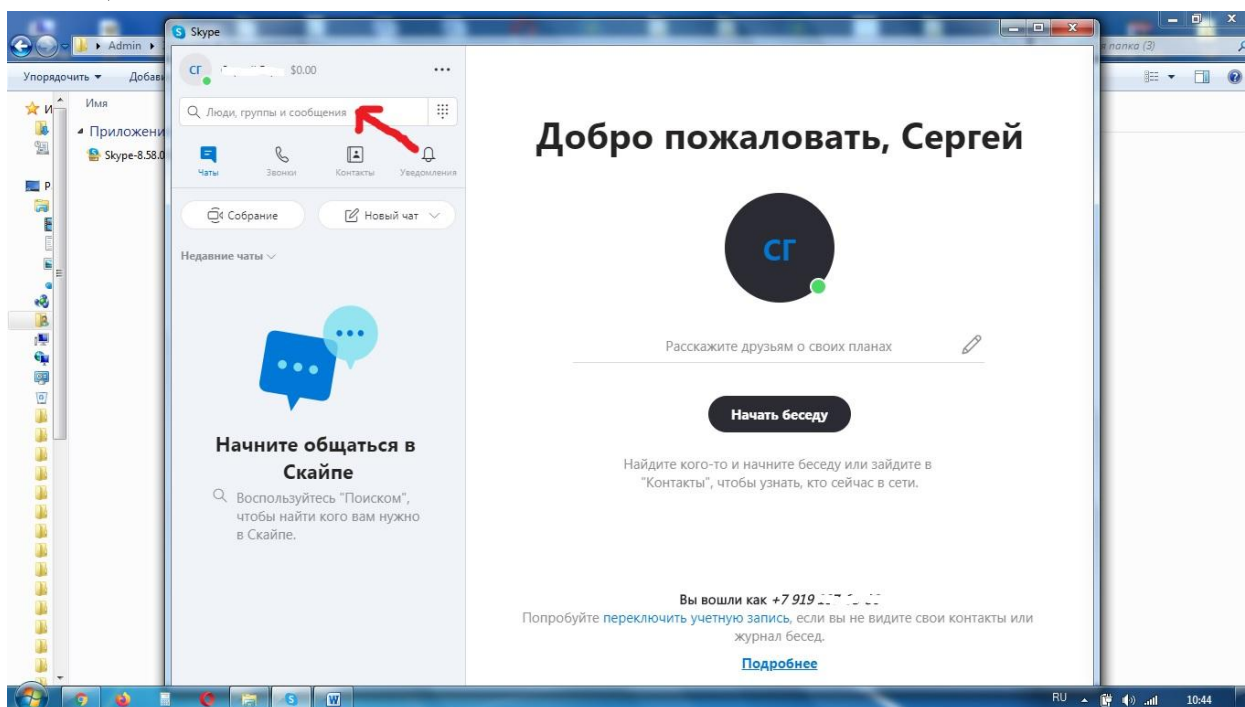 Skype
Admin
папка (3)
Упорядочить
Имя
СГ $0.00
Люди, группы и сообщения
Skype-8.58.0
Чаты Звонки Контакты Уведомления
Собрание Новый чат
Недавние чаты
Начните общаться в
Скайпе
Воспользуйтесь "Поиском",
чтобы найти кого вам нужно
в Скайпе.
Добро пожаловать, Сергей
СГ
Расскажите друзьям о своих планах
Начать беседу
Найдите кого-то и начните беседу или зайдите в
"Контакты", чтобы узнать, кто сейчас в сети.
Вы вошли как +7 919
Попробуйте переключить учетную запись, если вы не видите свои контакты или
журнал бесед.
Подробнее
RU 10:44